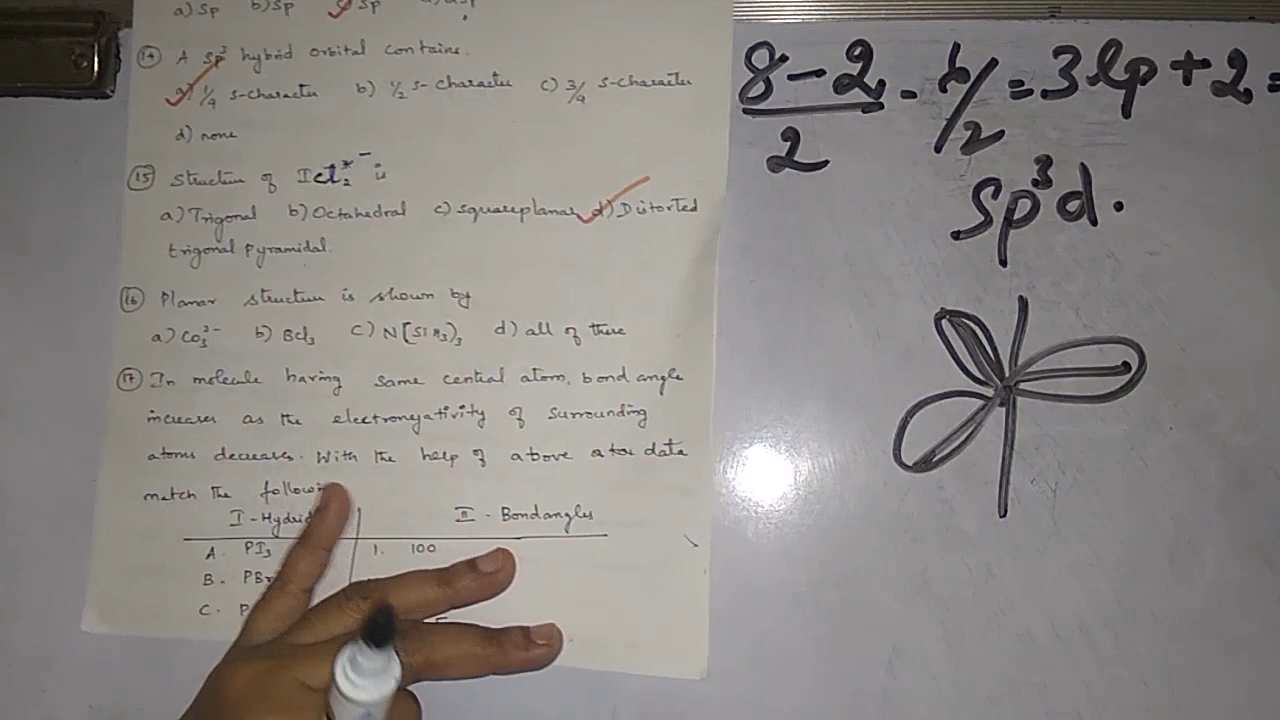 a) Sp b) Sp Sp
14 A Sp³ hybrid orbital contains.
a) 1/4 s-character b) 1/2 s-character c) 3/4 s-character
d) none
15 Structure of ICl₂⁻ is
a) Trigonal b) Octahedral c) Squareplanar d) Distorted
trigonal pyramidal.
16 Planar structure is shown by
a) CO₃²⁻ b) BCl₃ c) N[SiH₃]₃ d) all of these
17 In molecule having same central atom, bond angle
increases as the electronegativity of surrounding
atoms decreases. With the help of above data
match the
I - II - Bondangles
A. PI₃ 1. 100
B.
C. P
8-2/2 = 6/2 = 3lp+2=
Sp³d.